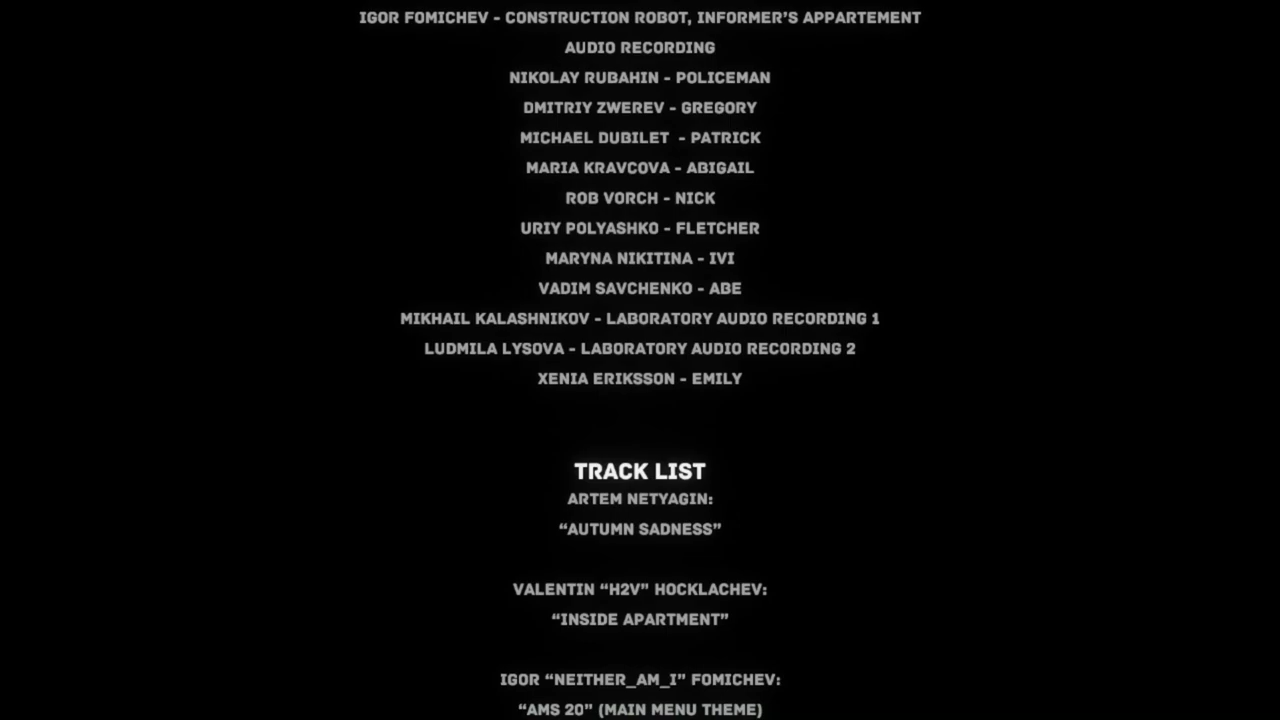 IGOR FOMICHEV - CONSTRUCTION ROBOT, INFORMER'S APPARTEMENT
AUDIO RECORDING
NIKOLAY RUBAHIN - POLICEMAN
DMITRIY ZWEREV - GREGORY
MICHAEL DUBILET - PATRICK
MARIA KRAVCOVA - ABIGAIL
ROB VORCH - NICK
URIY POLYASHKO - FLETCHER
MARYNA NIKITINA - IVI
VADIM SAVCHENKO - ABE
MIKHAIL KALASHNIKOV - LABORATORY AUDIO RECORDING 1
LUDMILA LYSOVA - LABORATORY AUDIO RECORDING 2
XENIA ERIKSSON - EMILY
TRACK LIST
ARTEM NETYAGIN:
“AUTUMN SADNESS”
VALENTIN “H2V” HOCKLACHEV:
“INSIDE APARTMENT”
IGOR “NEITHER_AM_I” FOMICHEV:
“AMS 20” (MAIN MENU THEME)